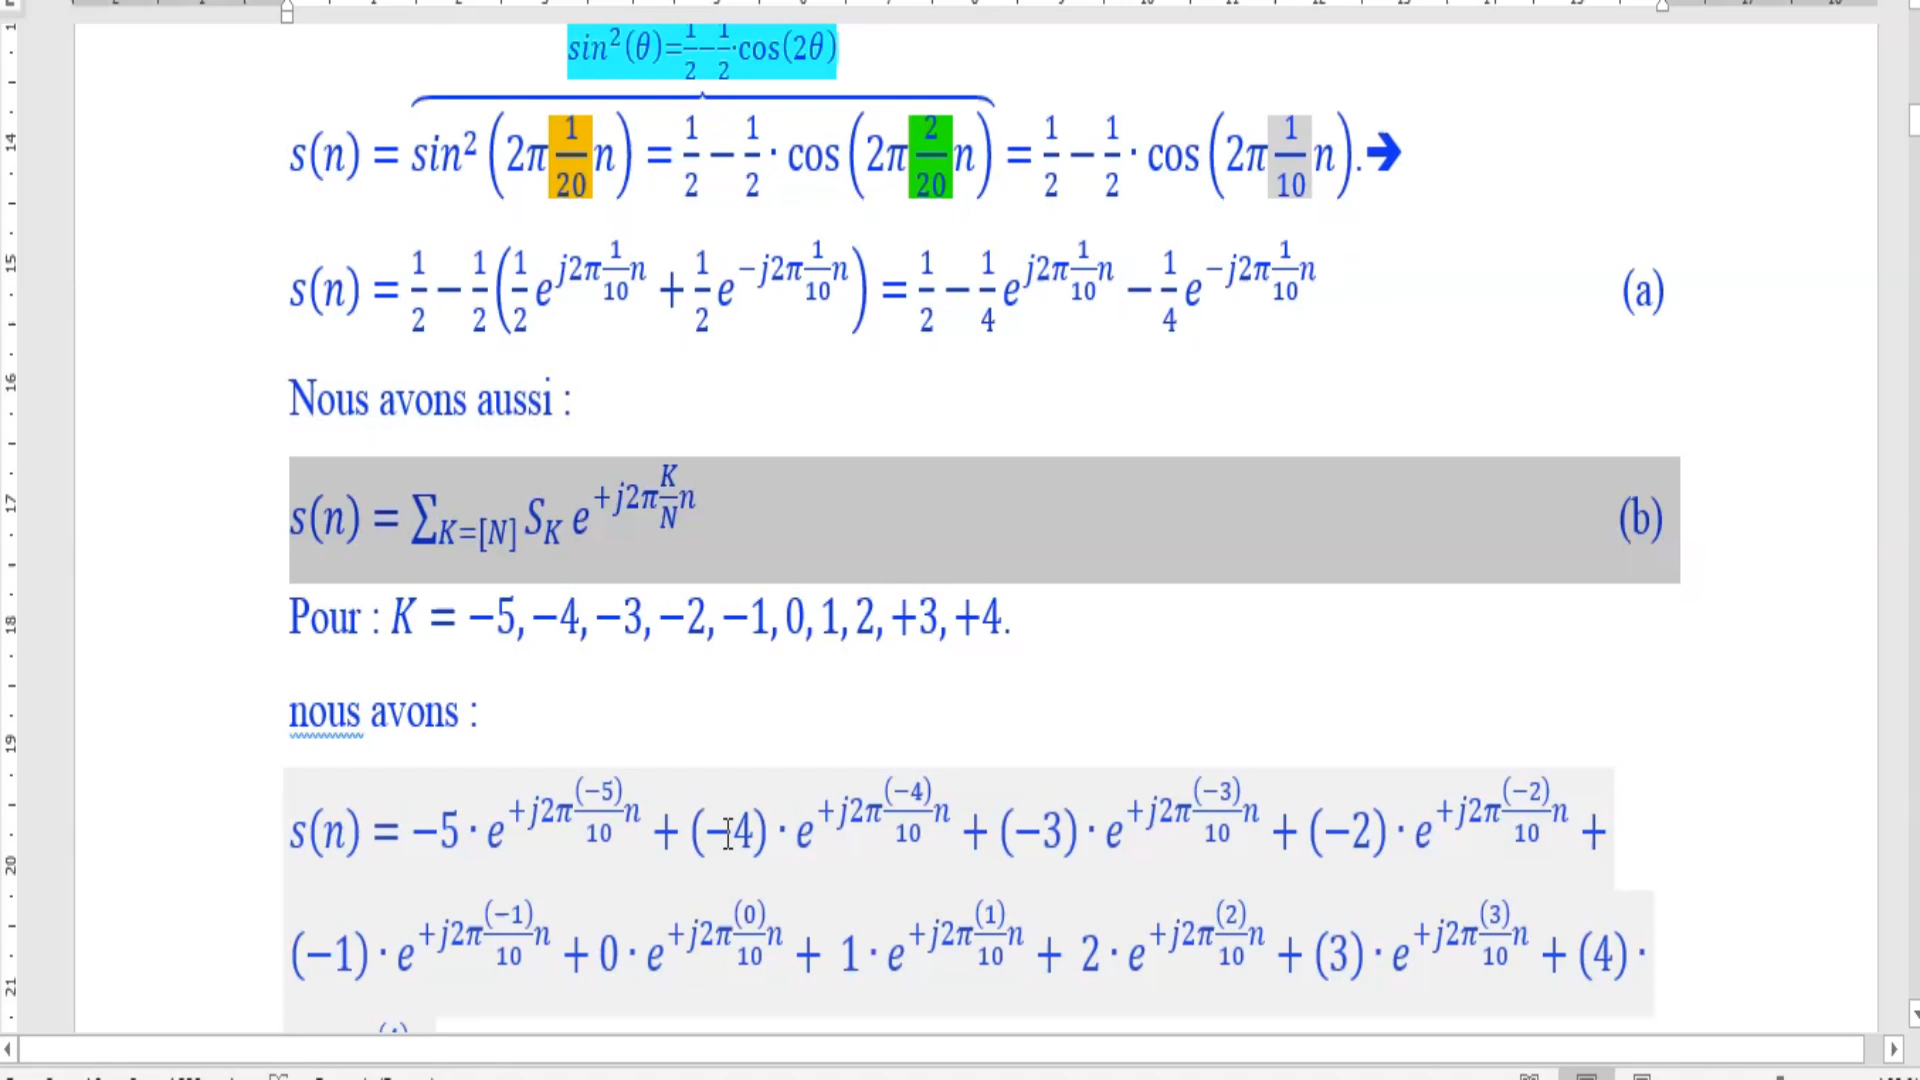 sin²(θ)=1/2−1/2·cos(2θ)
s(n) = sin²(2π 1/20 n) = 1/2 − 1/2 · cos(2π 2/20 n) = 1/2 − 1/2 · cos(2π 1/10 n).➔
s(n) = 1/2 − 1/2(1/2 e^{j2π 1/10 n} + 1/2 e^{−j2π 1/10 n}) = 1/2 − 1/4 e^{j2π 1/10 n} − 1/4 e^{−j2π 1/10 n} (a)
Nous avons aussi :
s(n) = ∑_{K=[N]} S_K e^{+j2π K/N n} (b)
Pour : K = −5, −4, −3, −2, −1, 0, 1, 2, +3, +4.
nous avons :
s(n) = −5 · e^{+j2π (−5)/10 n} + (−4) · e^{+j2π (−4)/10 n} + (−3) · e^{+j2π (−3)/10 n} + (−2) · e^{+j2π (−2)/10 n} +
(−1) · e^{+j2π (−1)/10 n} + 0 · e^{+j2π (0)/10 n} + 1 · e^{+j2π (1)/10 n} + 2 · e^{+j2π (2)/10 n} + (3) · e^{+j2π (3)/10 n} + (4) ·